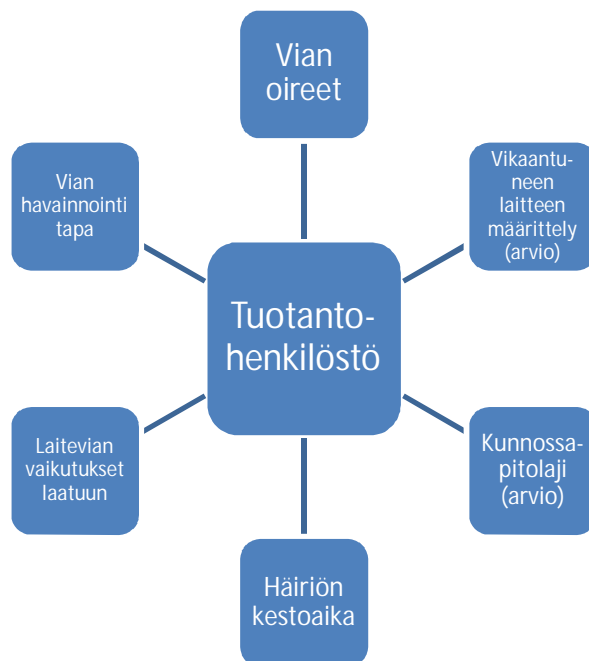 Vian
oireet
Vian
havainnointi
tapa
Vikaantu-
neen
laitteen
määrittely
(arvio)
Tuotanto-
henkilöstö
Laitevian
vaikutukset
laatuun
Kunnossa-
pitolaji
(arvio)
Häiriön
kestoaika